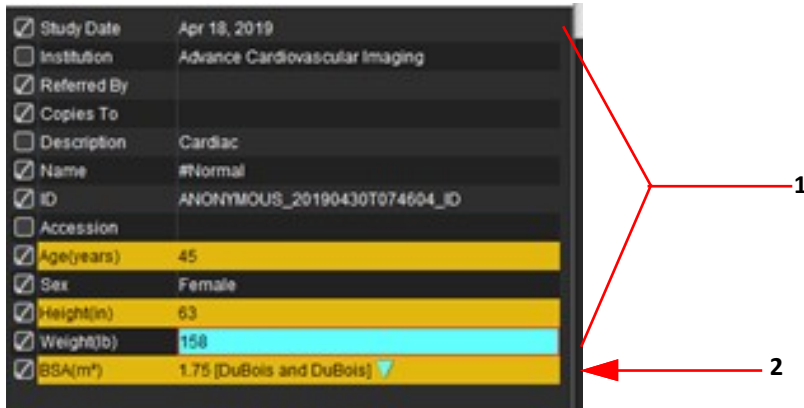 Study Date Apr 18, 2019
Institution Advance Cardiovascular Imaging
Referred By
Copies To
Description Cardiac
Name #Normal
ID ANONYMOUS_20190430T074604_ID
Accession
Age(years) 45
Sex Female
Height(in) 63
Weight(lb) 158
BSA(m²) 1.75 [DuBois and DuBois]
1
2